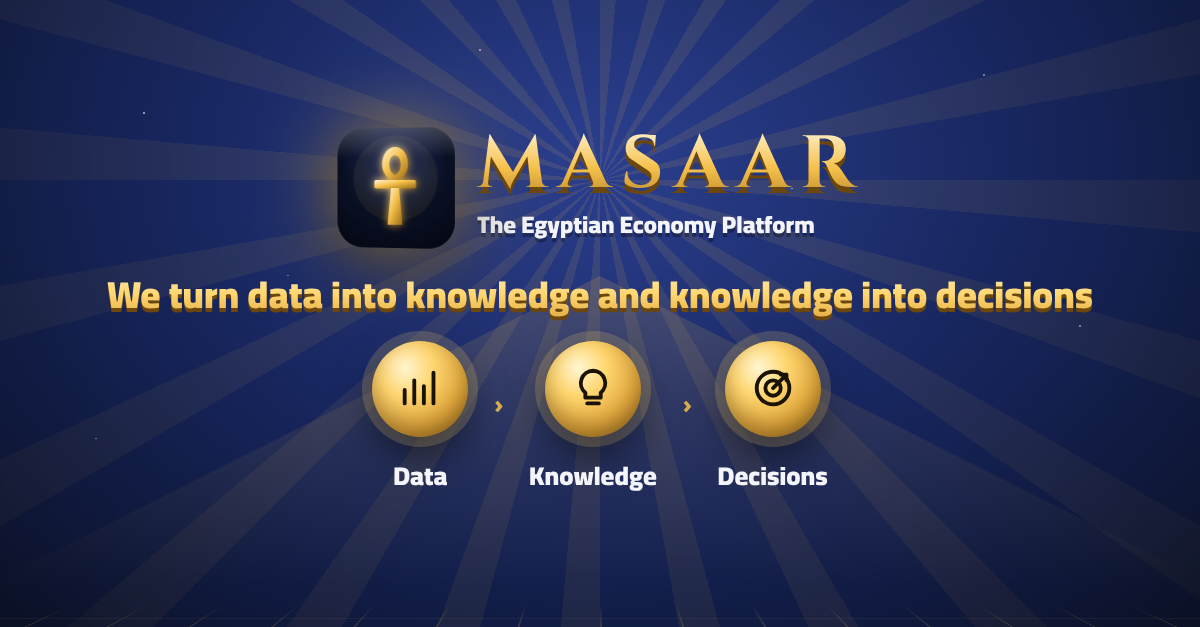 MASAAR
The Egyptian Economy Platform
We turn data into knowledge and knowledge into decisions
Data › Knowledge › Decisions